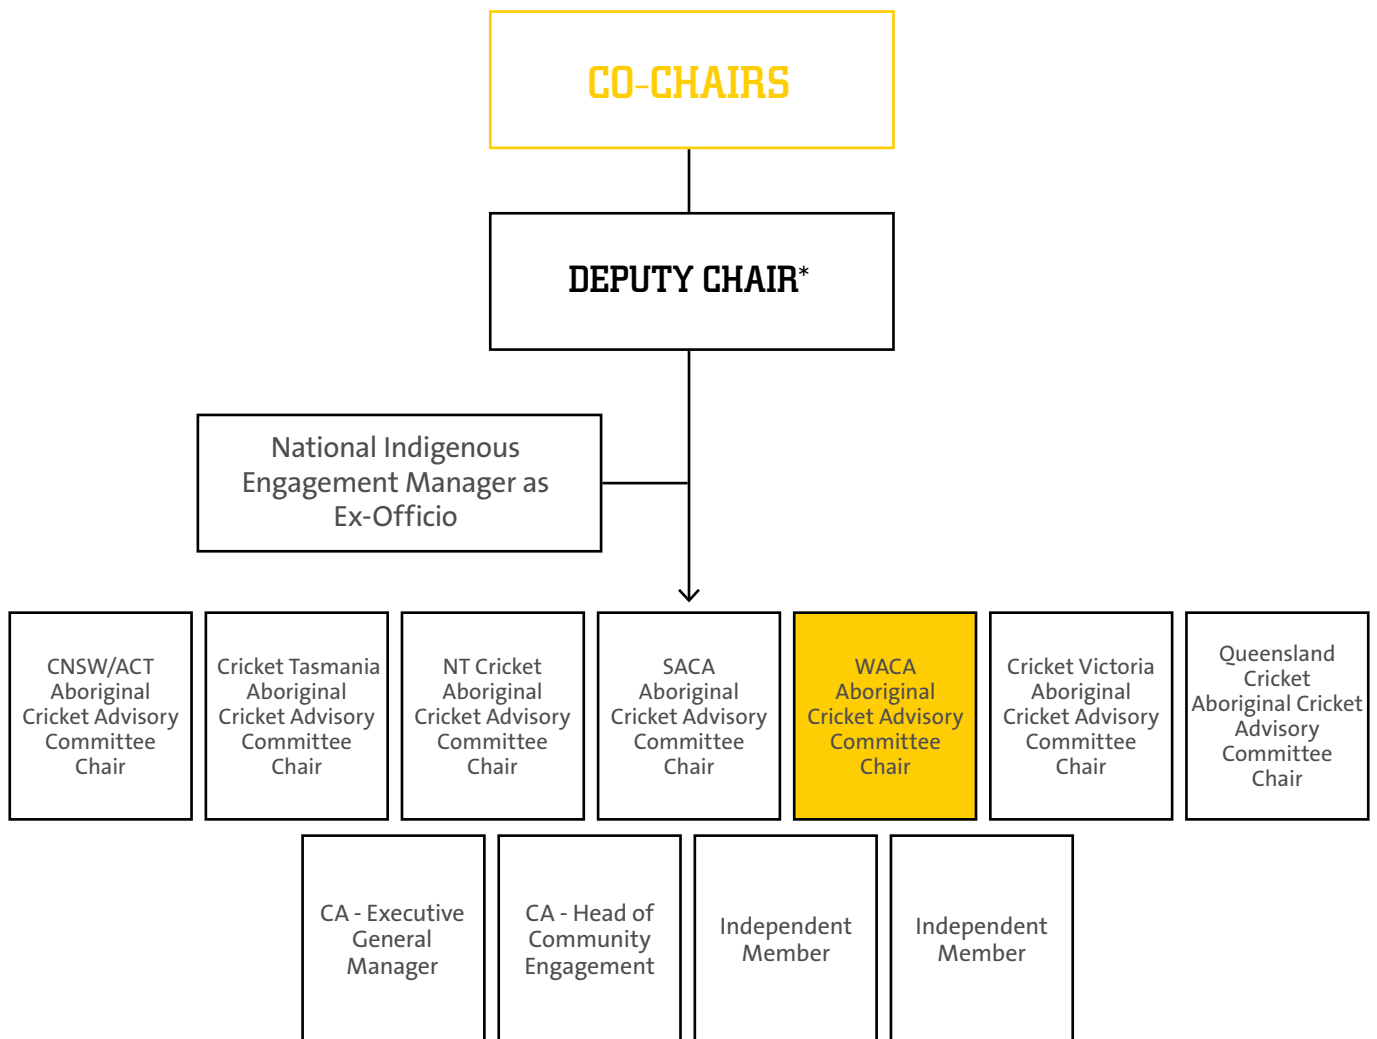 CO-CHAIRS
DEPUTY CHAIR*
National Indigenous
Engagement Manager as
Ex-Officio
CNSW/ACT
Aboriginal
Cricket Advisory
Committee
Chair
Cricket Tasmania
Aboriginal
Cricket Advisory
Committee
Chair
NT Cricket
Aboriginal
Cricket Advisory
Committee
Chair
SACA
Aboriginal
Cricket Advisory
Committee
Chair
WACA
Aboriginal
Cricket Advisory
Committee
Chair
Cricket Victoria
Aboriginal
Cricket Advisory
Committee
Chair
Queensland
Cricket
Aboriginal Cricket
Advisory
Committee
Chair
CA - Executive
General
Manager
CA - Head of
Community
Engagement
Independent
Member
Independent
Member